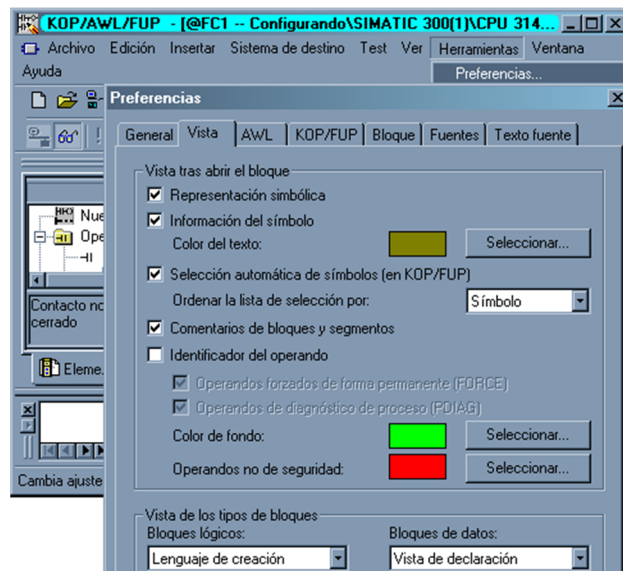 KOP/AWL/FUP - [@FC1 -- Configurando\SIMATIC 300(1)\CPU 314...
Archivo Edición Insertar Sistema de destino Test Ver Herramientas Ventana
Ayuda
Preferencias...
Preferencias
General Vista AWL KOP/FUP Bloque Fuentes Texto fuente
Vista tras abrir el bloque
Representación simbólica
Nue
Información del símbolo
Ope
Color del texto: Seleccionar...
Selección automática de símbolos (en KOP/FUP)
Contacto no
cerrado
Ordenar la lista de selección por: Símbolo
Comentarios de bloques y segmentos
Identificador del operando
Eleme.
Operandos forzados de forma permanente (FORCE)
Operandos de diagnóstico de proceso (PDIAG)
Color de fondo: Seleccionar...
Operandos no de seguridad: Seleccionar...
Cambia ajuste
Vista de los tipos de bloques
Bloques lógicos: Bloques de datos:
Lenguaje de creación Vista de declaración